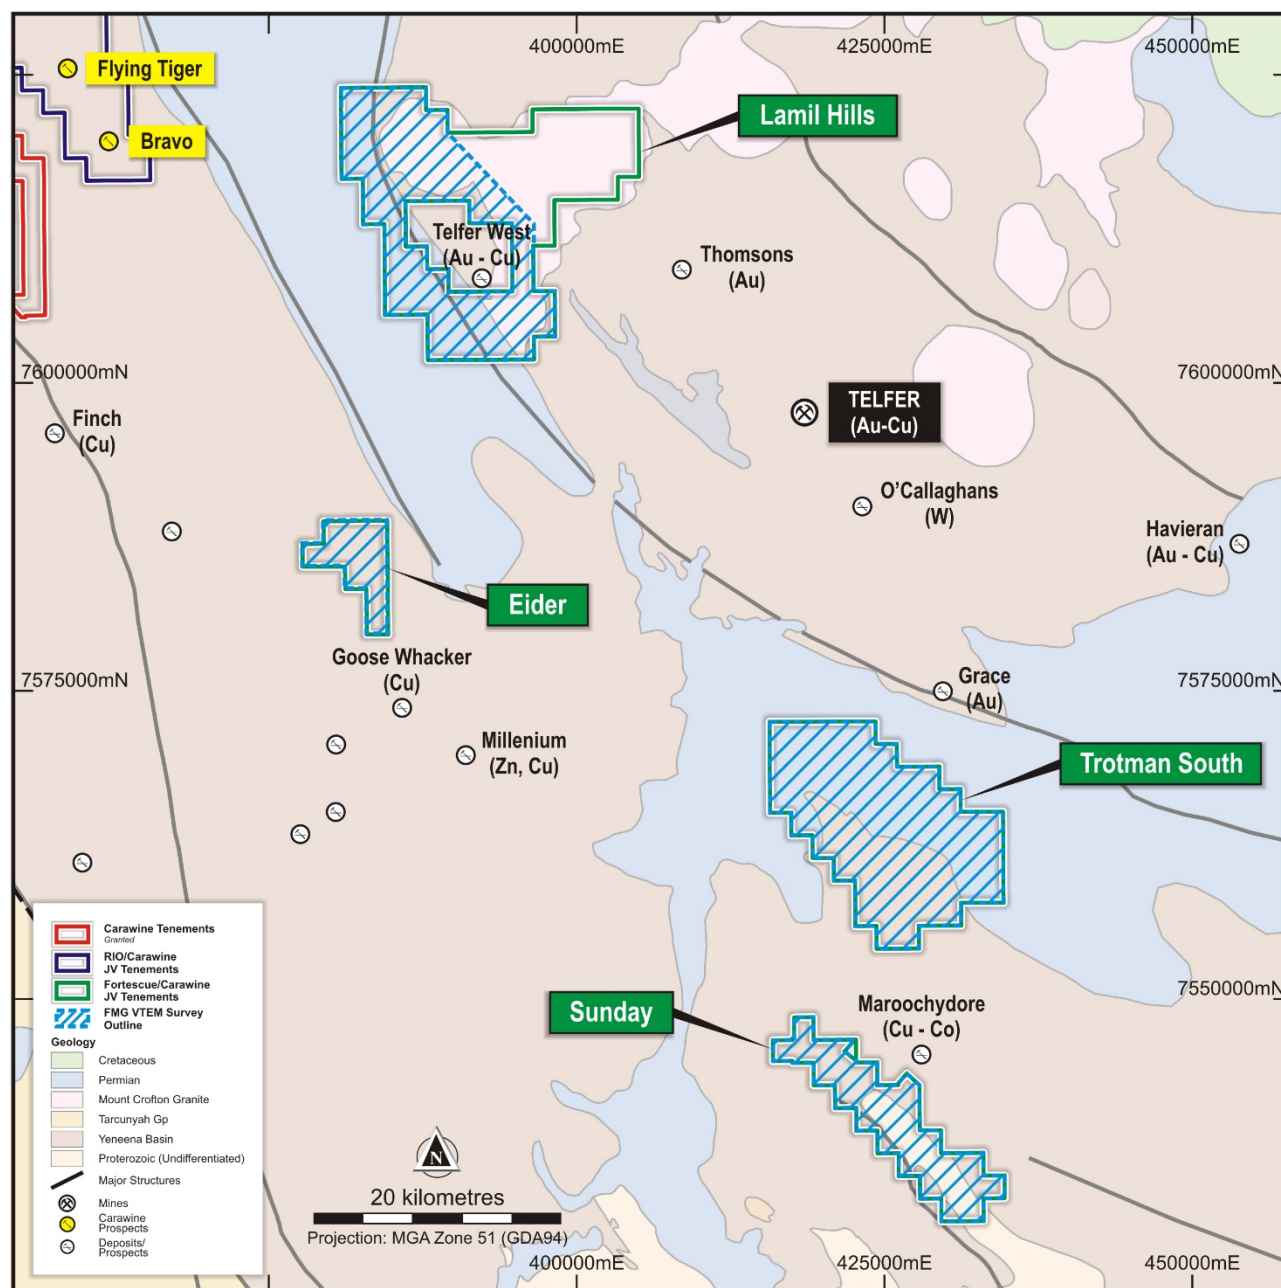 400000mE
425000mE
450000mE
Flying Tiger
Bravo
Lamil Hills
Telfer West
(Au - Cu)
Thomsons
(Au)
7600000mN
7600000mN
TELFER
(Au-Cu)
Finch
(Cu)
O'Callaghans
(W)
Havieran
(Au - Cu)
Eider
Goose Whacker
(Cu)
7575000mN
7575000mN
Grace
(Au)
Millenium
(Zn, Cu)
Trotman South
Sunday
Maroochydore
(Cu - Co)
7550000mN
Carawine Tenements
Granted
RIO/Carawine
JV Tenements
Fortescue/Carawine
JV Tenements
FMG VTEM Survey
Outline
Geology
Cretaceous
Permian
Mount Crofton Granite
Tarcunyah Gp
Yeneena Basin
Proterozoic (Undifferentiated)
Major Structures
Mines
Carawine
Prospects
Deposits/
Prospects
N
20 kilometres
Projection: MGA Zone 51 (GDA94)
400000mE
425000mE
450000mE